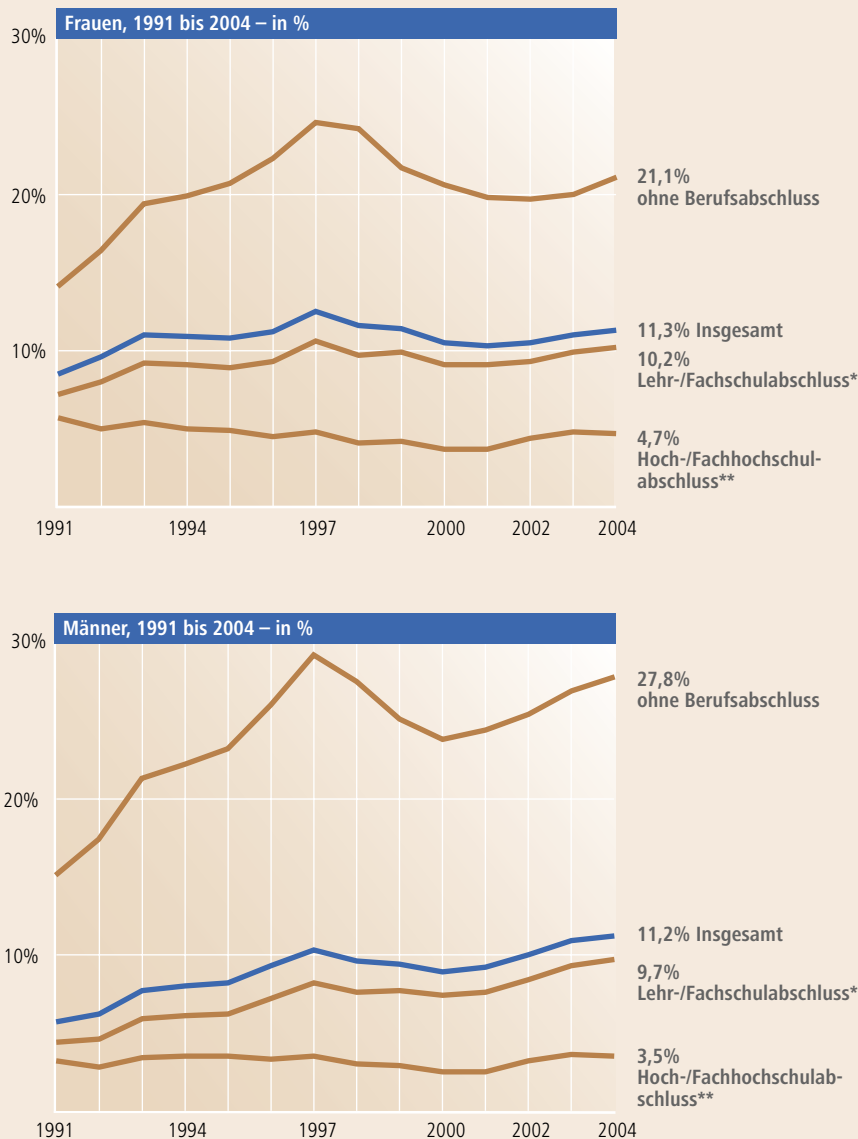 Frauen, 1991 bis 2004 – in %
30%
20%
10%
21,1%
ohne Berufsabschluss
11,3% Insgesamt
10,2%
Lehr-/Fachschulabschluss*
4,7%
Hoch-/Fachhochschul-
abschluss**
1991 1994 1997 2000 2002 2004
Männer, 1991 bis 2004 – in %
30%
20%
10%
27,8%
ohne Berufsabschluss
11,2% Insgesamt
9,7%
Lehr-/Fachschulabschluss*
3,5%
Hoch-/Fachhochschulab-
schluss**
1991 1994 1997 2000 2002 2004